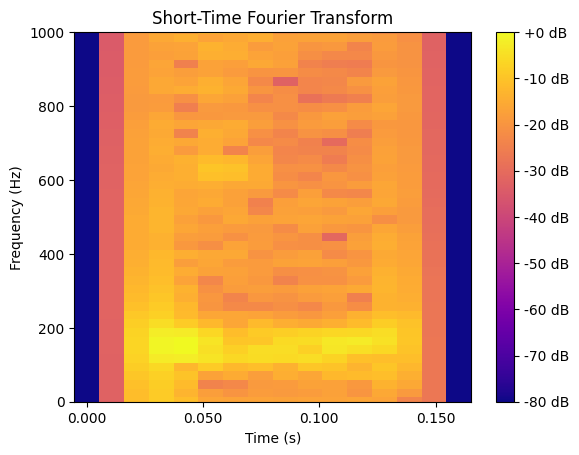 Short-Time Fourier Transform
1000
800
600
400
200
0
Frequency (Hz)
0.000
0.050
0.100
0.150
Time (s)
+0 dB
-10 dB
-20 dB
-30 dB
-40 dB
-50 dB
-60 dB
-70 dB
-80 dB